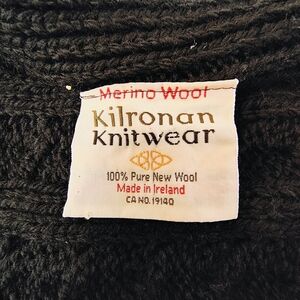 Merino Wool
Kilronan
Knitwear
100% Pure New Wool
Made in Ireland
CA NO. 19140